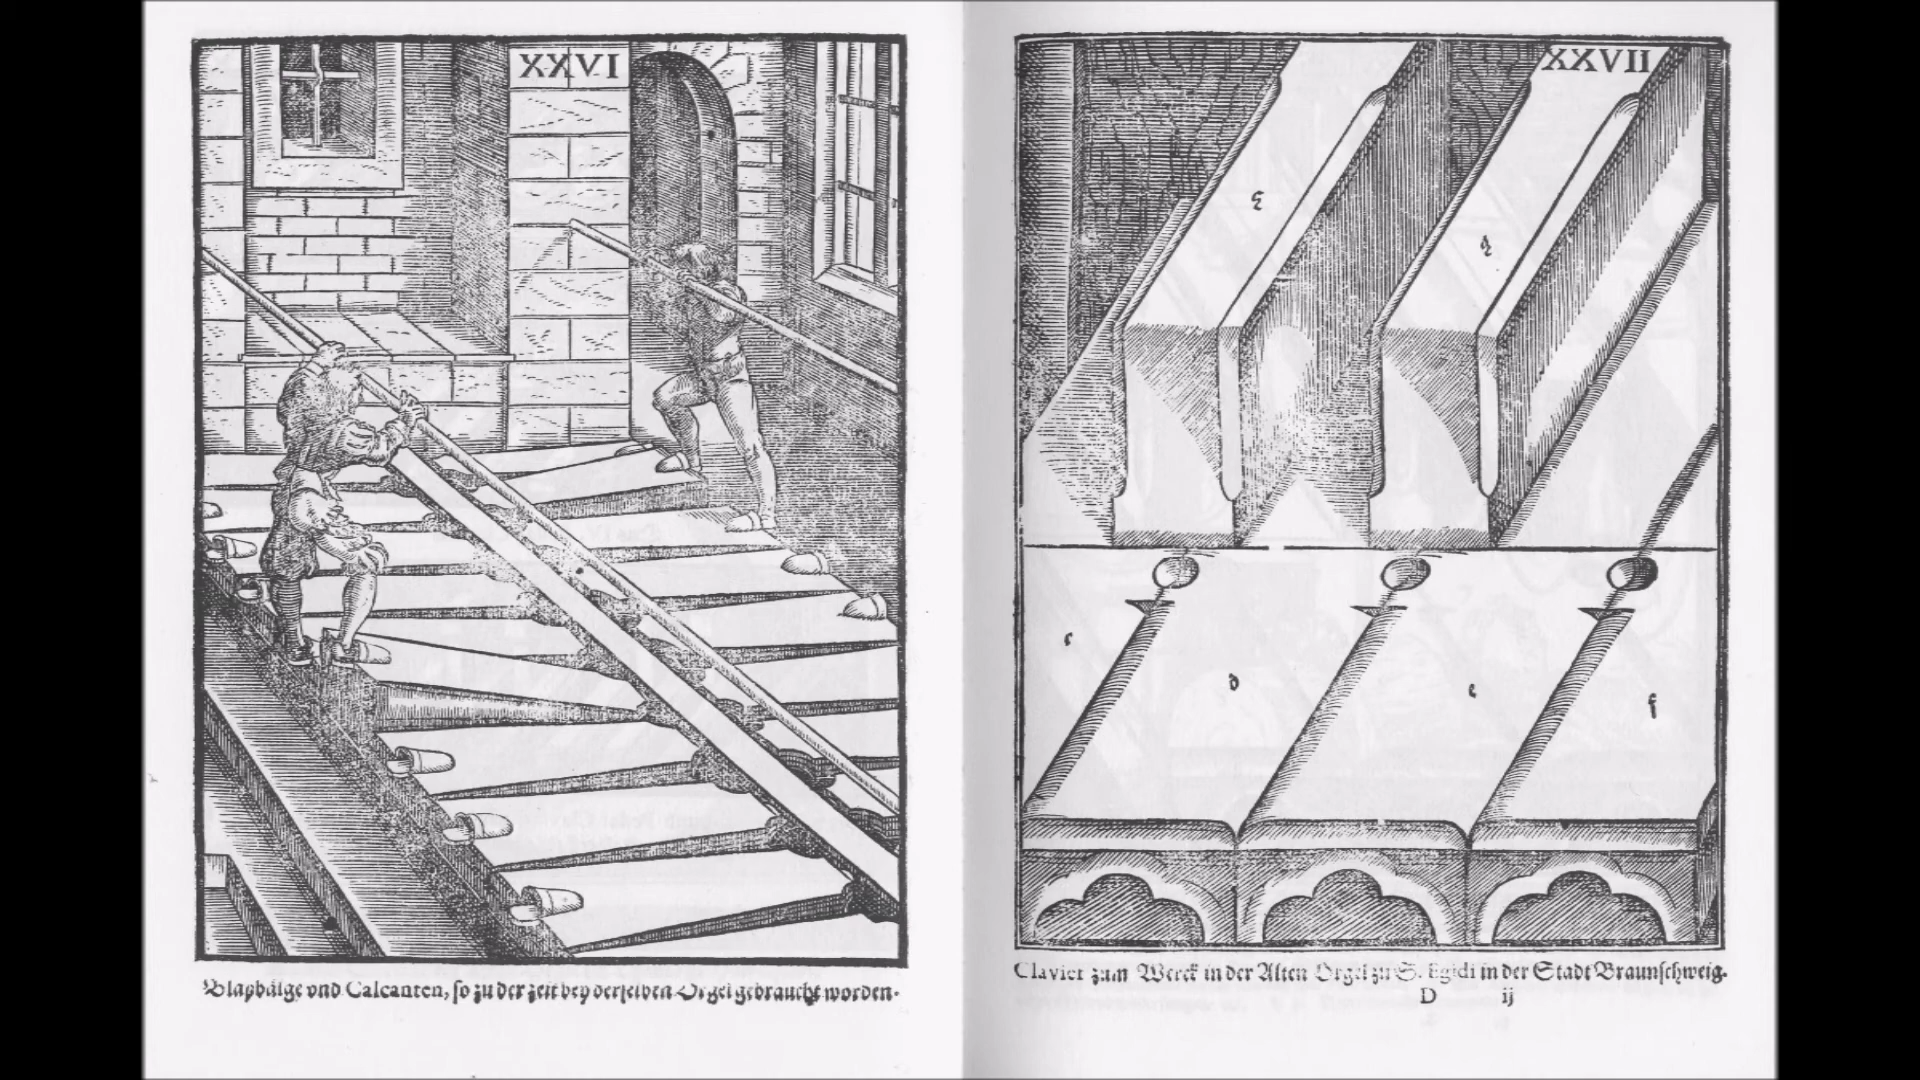 XXVI
Blaßbälge vnd Calcanten, so zu der zeit bey derselben Orgel gebraucht worden.
XXVII
c
d
e
f
Clavier zum Werck in der Alten Orgel zu S. Egidi in der Stadt Braunschweig.
D ij